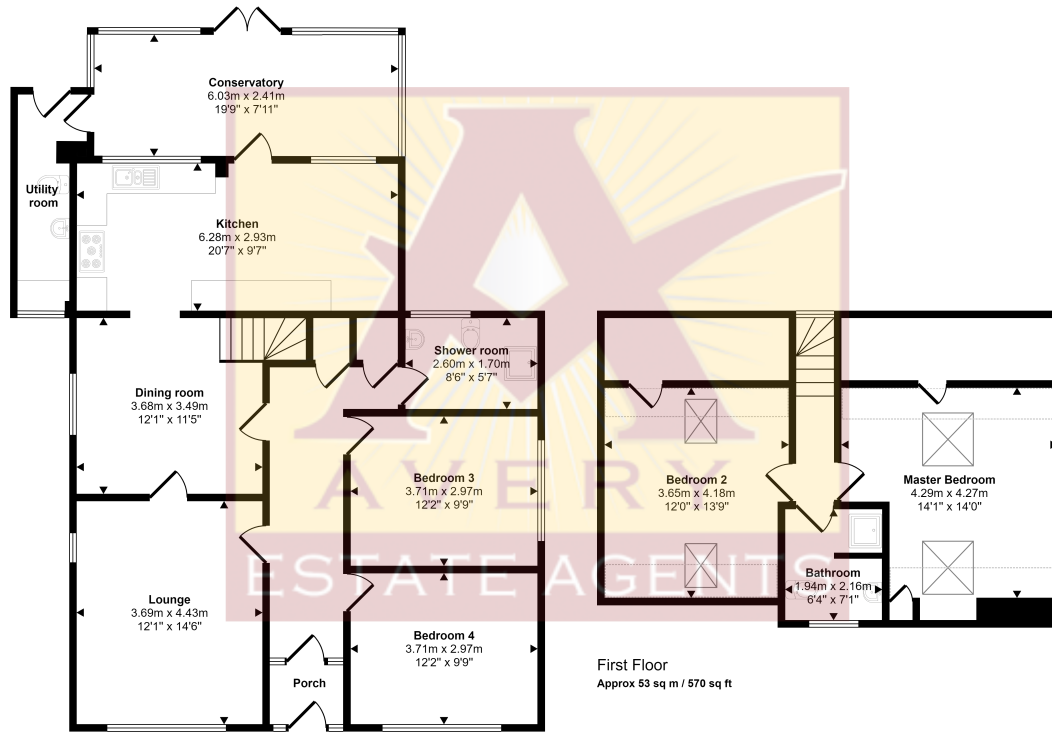 Conservatory
6.03m x 2.41m
19'9" x 7'11"
Utility
room
Kitchen
6.28m x 2.93m
20'7" x 9'7"
Shower room
2.60m x 1.70m
8'6" x 5'7"
Dining room
3.68m x 3.49m
12'1" x 11'5"
Bedroom 3
3.71m x 2.97m
12'2" x 9'9"
Lounge
3.69m x 4.43m
12'1" x 14'6"
Bedroom 4
3.71m x 2.97m
12'2" x 9'9"
Porch
Bedroom 2
3.65m x 4.18m
12'0" x 13'9"
Master Bedroom
4.29m x 4.27m
14'1" x 14'0"
Bathroom
1.94m x 2.16m
6'4" x 7'1"
First Floor
Approx 53 sq m / 570 sq ft
AVERY
ESTATE AGENTS